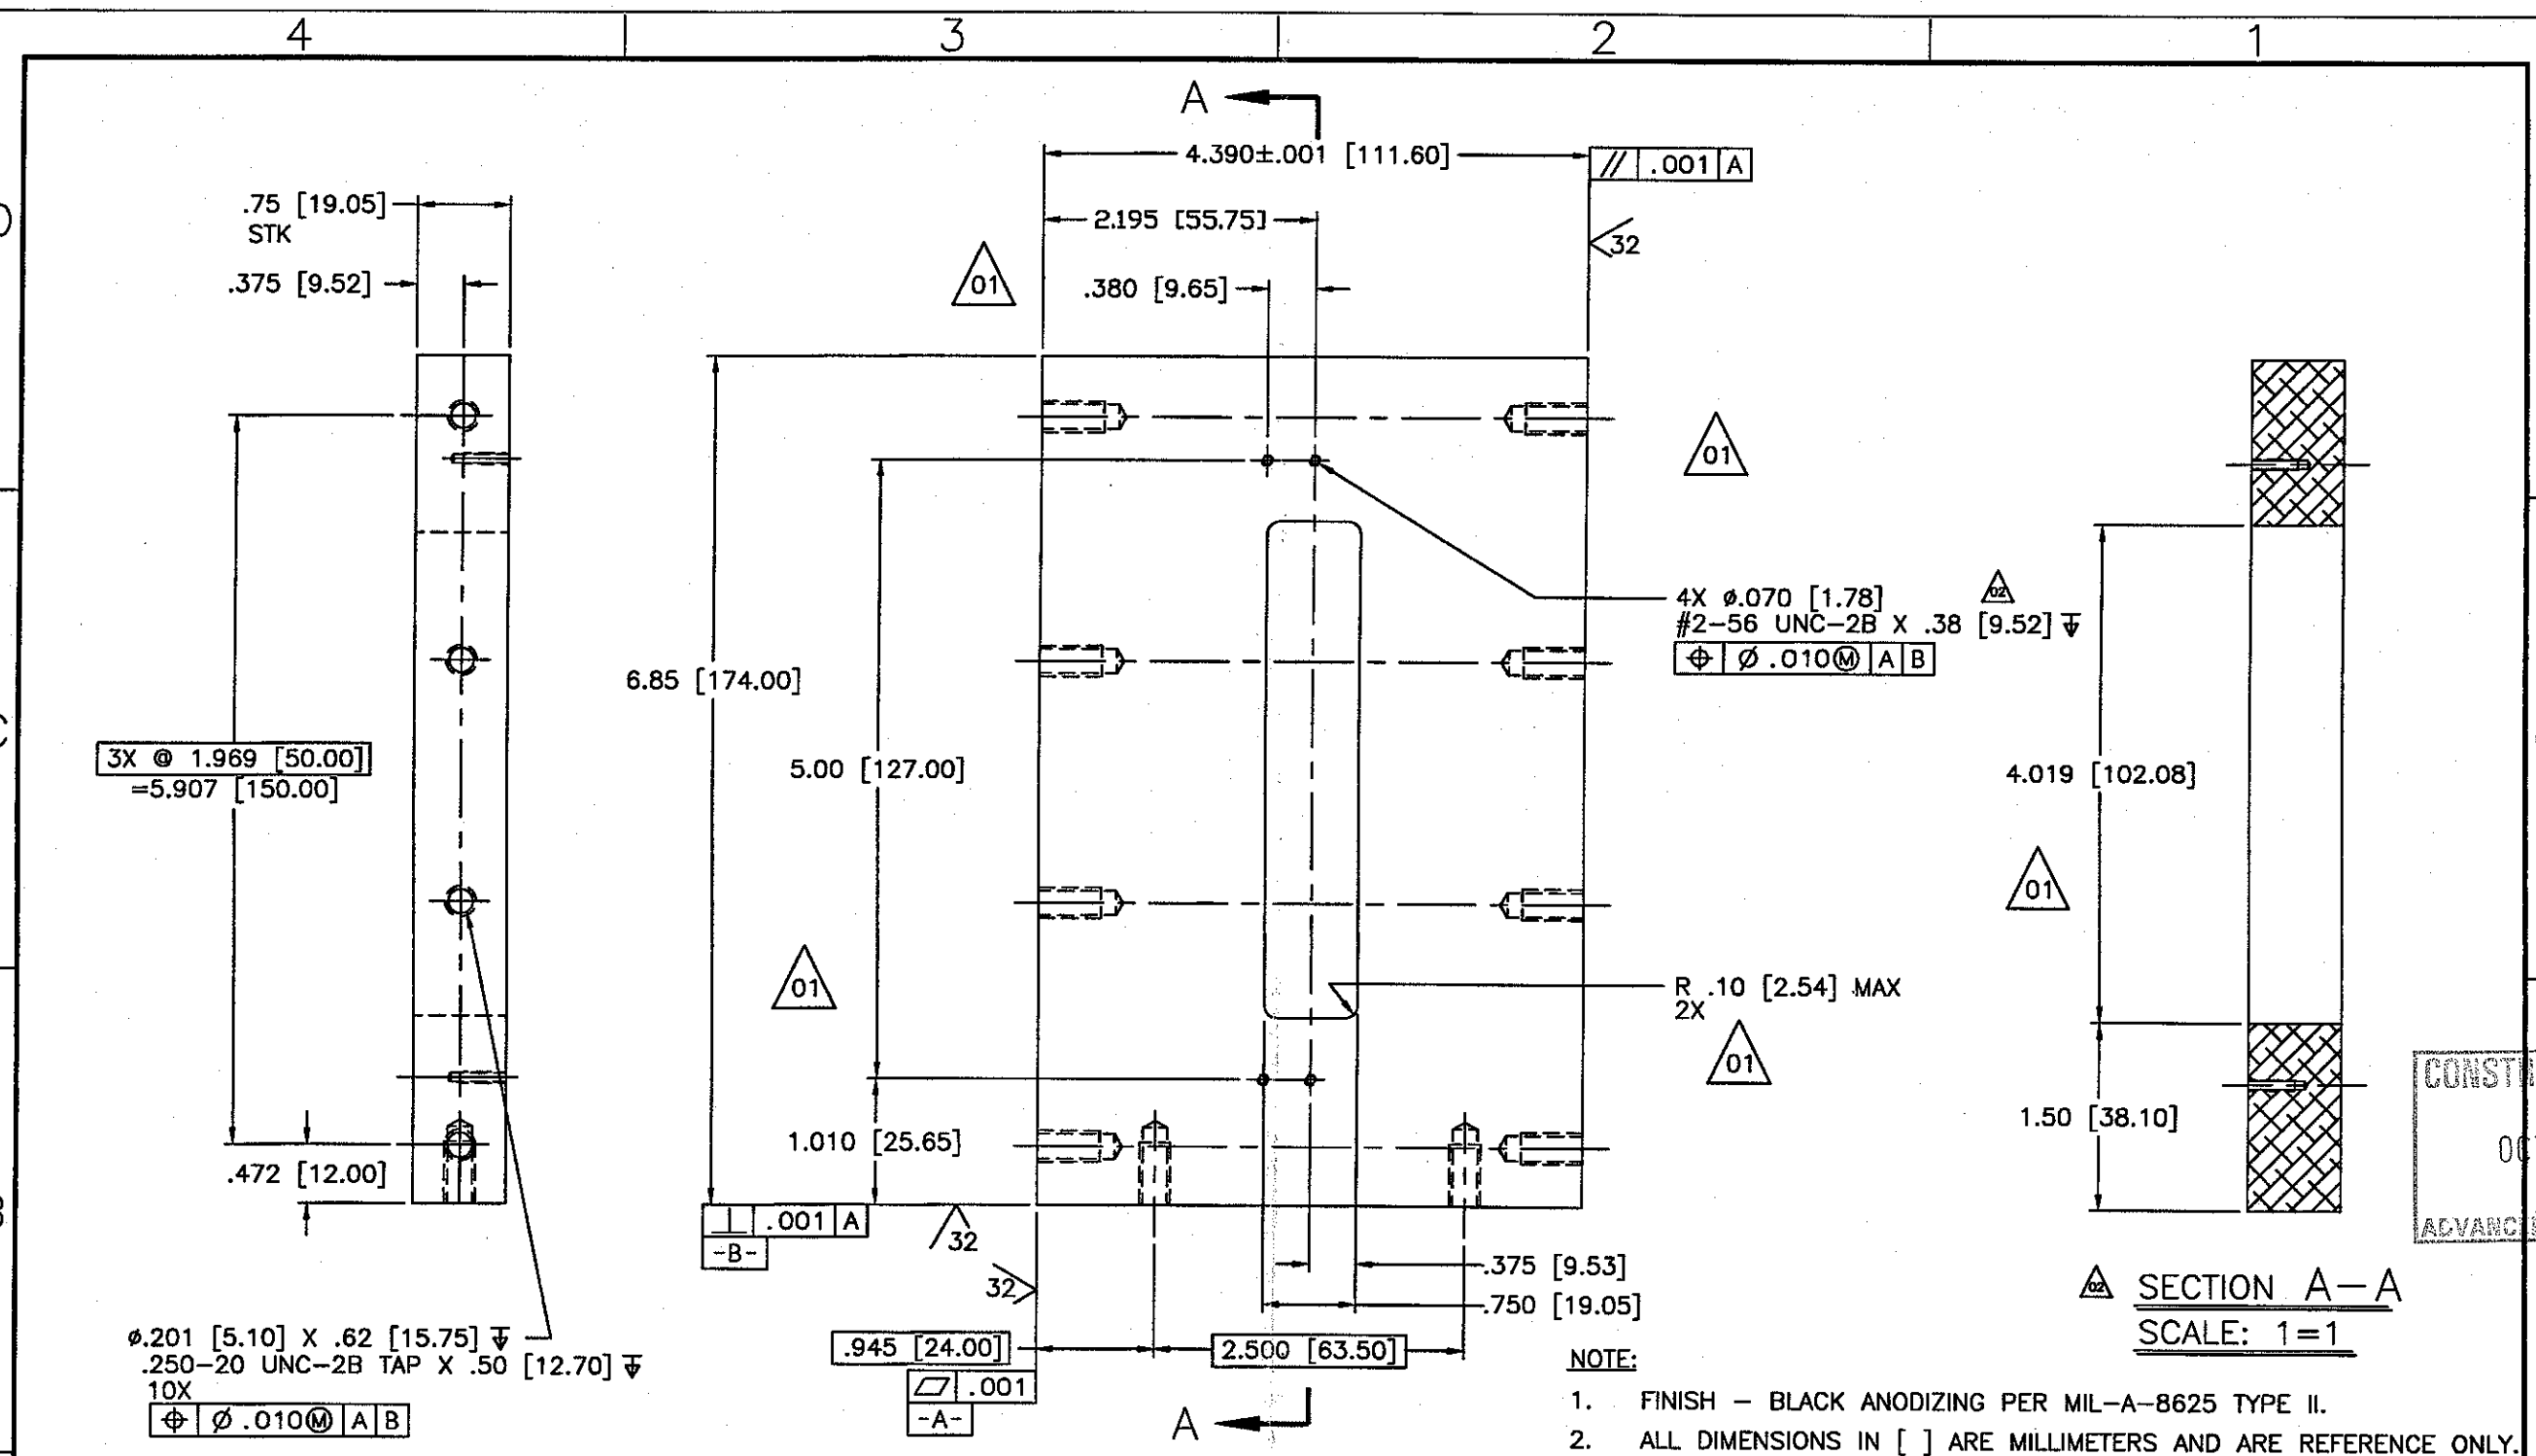 4
3
2
1
A
4.390±.001 [111.60]
// .001 A
.75 [19.05]
STK
2.195 [55.75]
32
.375 [9.52]
01
.380 [9.65]
01
4X ø.070 [1.78]
02
#2-56 UNC-2B X .38 [9.52] ↧
⌖ Ø .010Ⓜ A B
6.85 [174.00]
3X @ 1.969 [50.00]
=5.907 [150.00]
5.00 [127.00]
4.019 [102.08]
01
01
R .10 [2.54] MAX
2X
01
1.010 [25.65]
1.50 [38.10]
.472 [12.00]
⊥ .001 A
-B-
32
32
.375 [9.53]
.750 [19.05]
.945 [24.00]
2.500 [63.50]
⏥ .001
-A-
A
ø.201 [5.10] X .62 [15.75] ↧
.250-20 UNC-2B TAP X .50 [12.70] ↧
10X
⌖ Ø .010Ⓜ A B
02
SECTION A-A
SCALE: 1=1
NOTE:
1. FINISH - BLACK ANODIZING PER MIL-A-8625 TYPE II.
2. ALL DIMENSIONS IN [ ] ARE MILLIMETERS AND ARE REFERENCE ONLY.